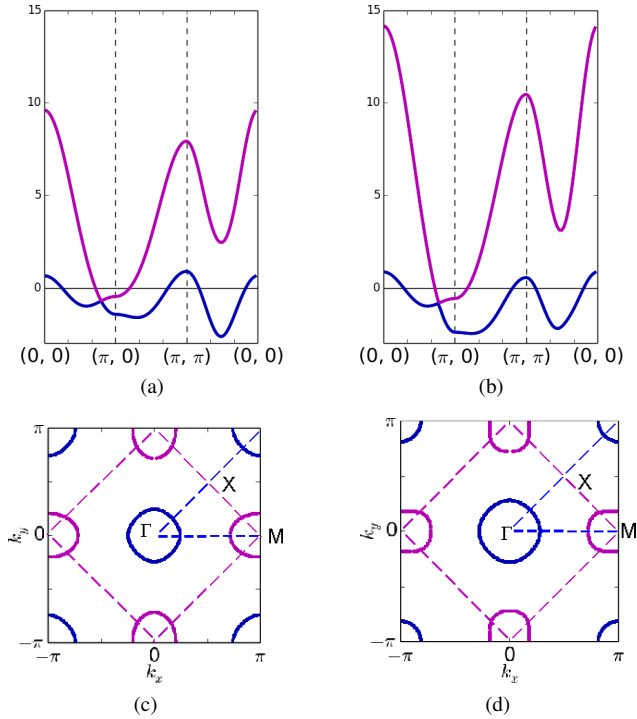 15
10
5
0
(0, 0) (π, 0) (π, π) (0, 0)
(a)
15
10
5
0
(0, 0) (π, 0) (π, π) (0, 0)
(b)
π
k_y
0
−π
Γ
X
M
−π 0 π
k_x
(c)
π
k_y
0
−π
Γ
X
M
−π 0 π
k_x
(d)